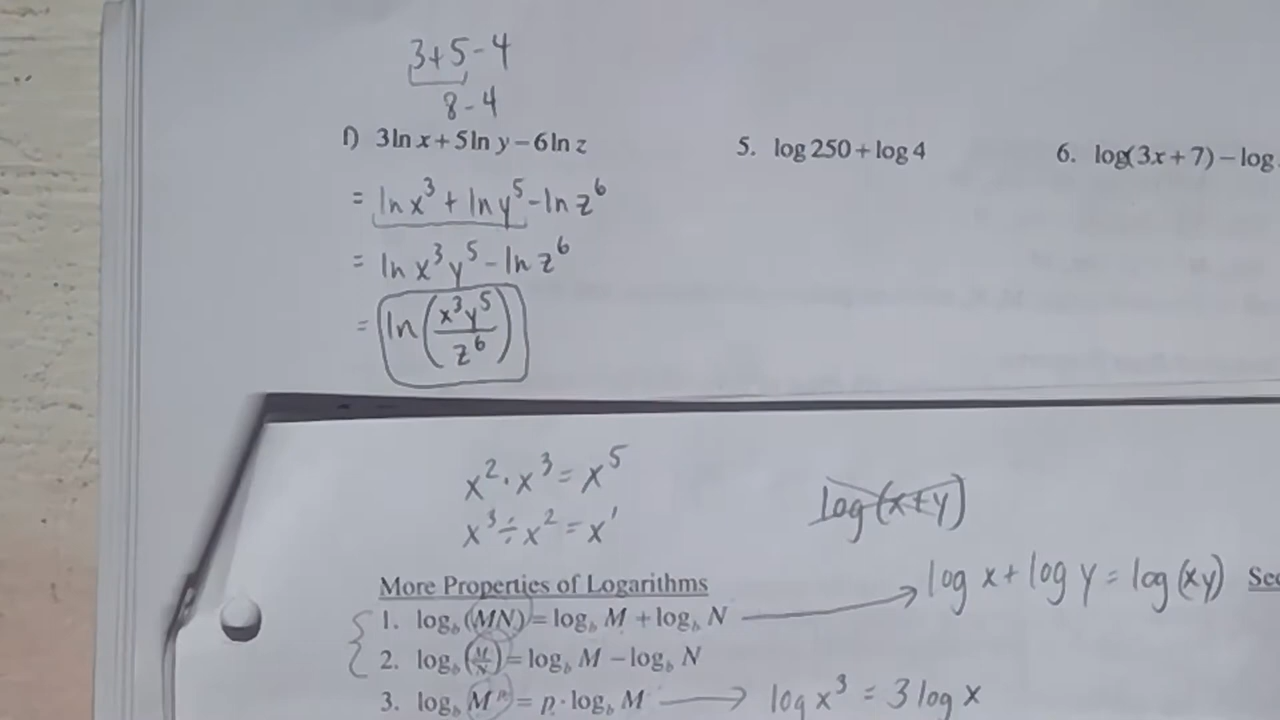 3+5-4
8-4
f) 3ln x+5ln y−6ln z
= ln x³ + ln y⁵ - ln z⁶
= ln x³y⁵ - ln z⁶
= ln(x³y⁵/z⁶)
5. log 250+log 4
6. log(3x+7)−log
x²·x³ = x⁵
x³÷x² = x¹
log(x+y)
log x + log y = log(xy)
More Properties of Logarithms
1. log_b(MN)=log_b M+log_b N
2. log_b(M/N)=log_b M−log_b N
3. log_b M^p = p·log_b M
log x³ = 3 log x